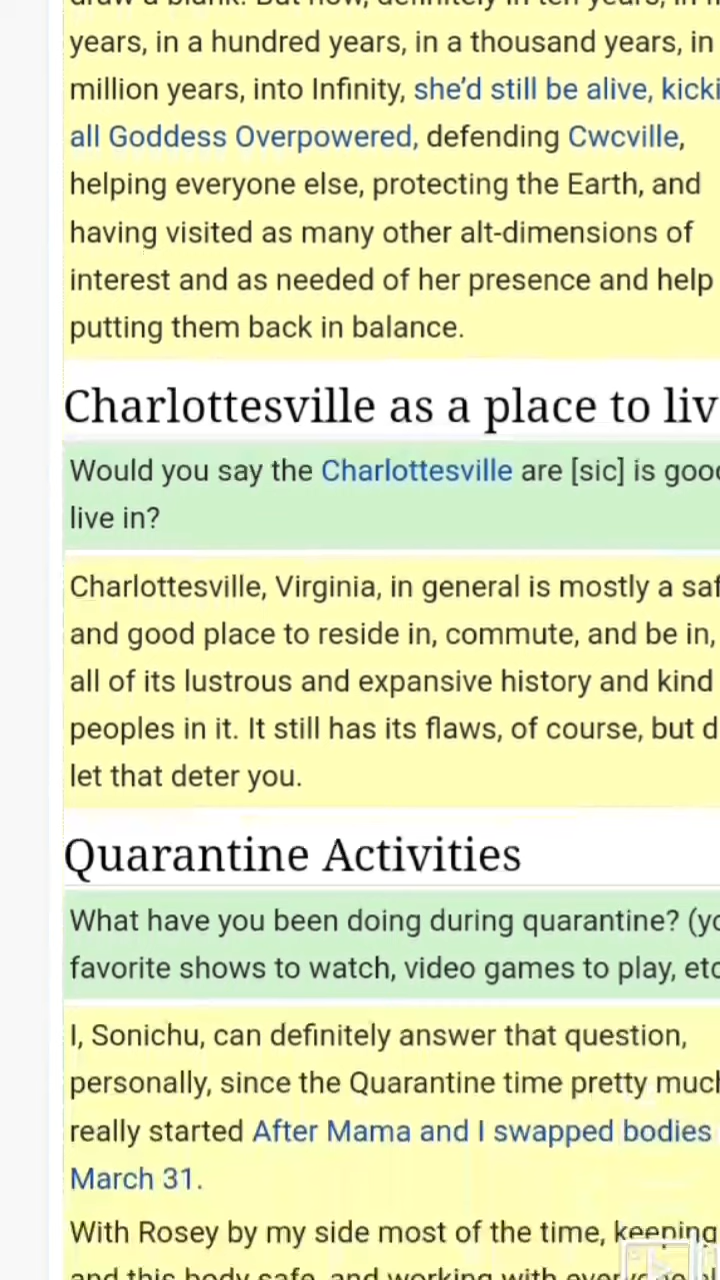 years, in a hundred years, in a thousand years, in
million years, into Infinity, she'd still be alive,
all Goddess Overpowered, defending Cwcville,
helping everyone else, protecting the Earth, and
having visited as many other alt-dimensions of
interest and as needed of her presence and help
putting them back in balance.
Charlottesville as a place to
Would you say the Charlottesville are [sic] is
live in?
Charlottesville, Virginia, in general is mostly a
and good place to reside in, commute, and be in,
all of its lustrous and expansive history and kind
peoples in it. It still has its flaws, of course, but
let that deter you.
Quarantine Activities
What have you been doing during quarantine?
favorite shows to watch, video games to play,
I, Sonichu, can definitely answer that question,
personally, since the Quarantine time pretty
really started After Mama and I swapped bodies
March 31.
With Rosey by my side most of the time, keeping
and this body safe, and working with